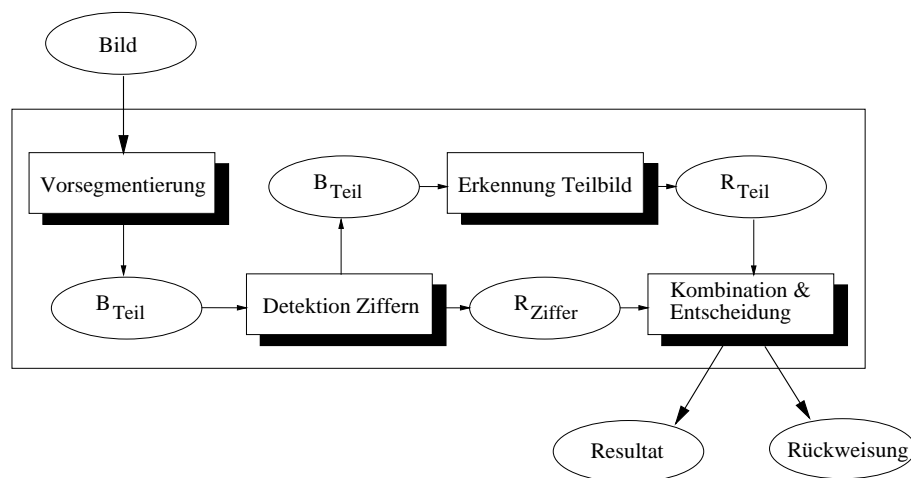 Bild
Vorsegmentierung
B Teil
Erkennung Teilbild
R Teil
B Teil
Detektion Ziffern
R Ziffer
Kombination &
Entscheidung
Resultat
Rückweisung